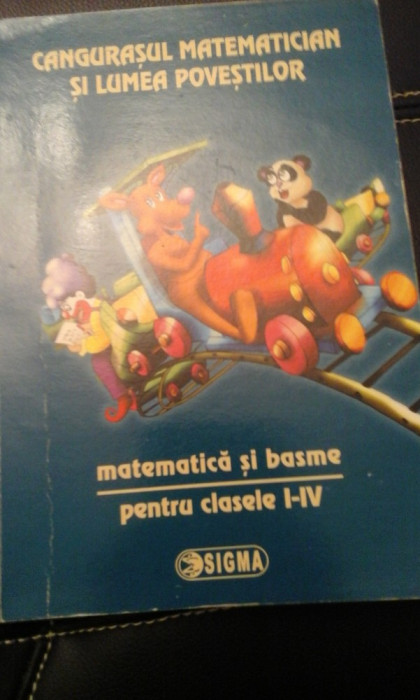 CANGURAȘUL MATEMATICIAN
ȘI LUMEA POVEȘTILOR
matematică și basme
pentru clasele I-IV
SIGMA